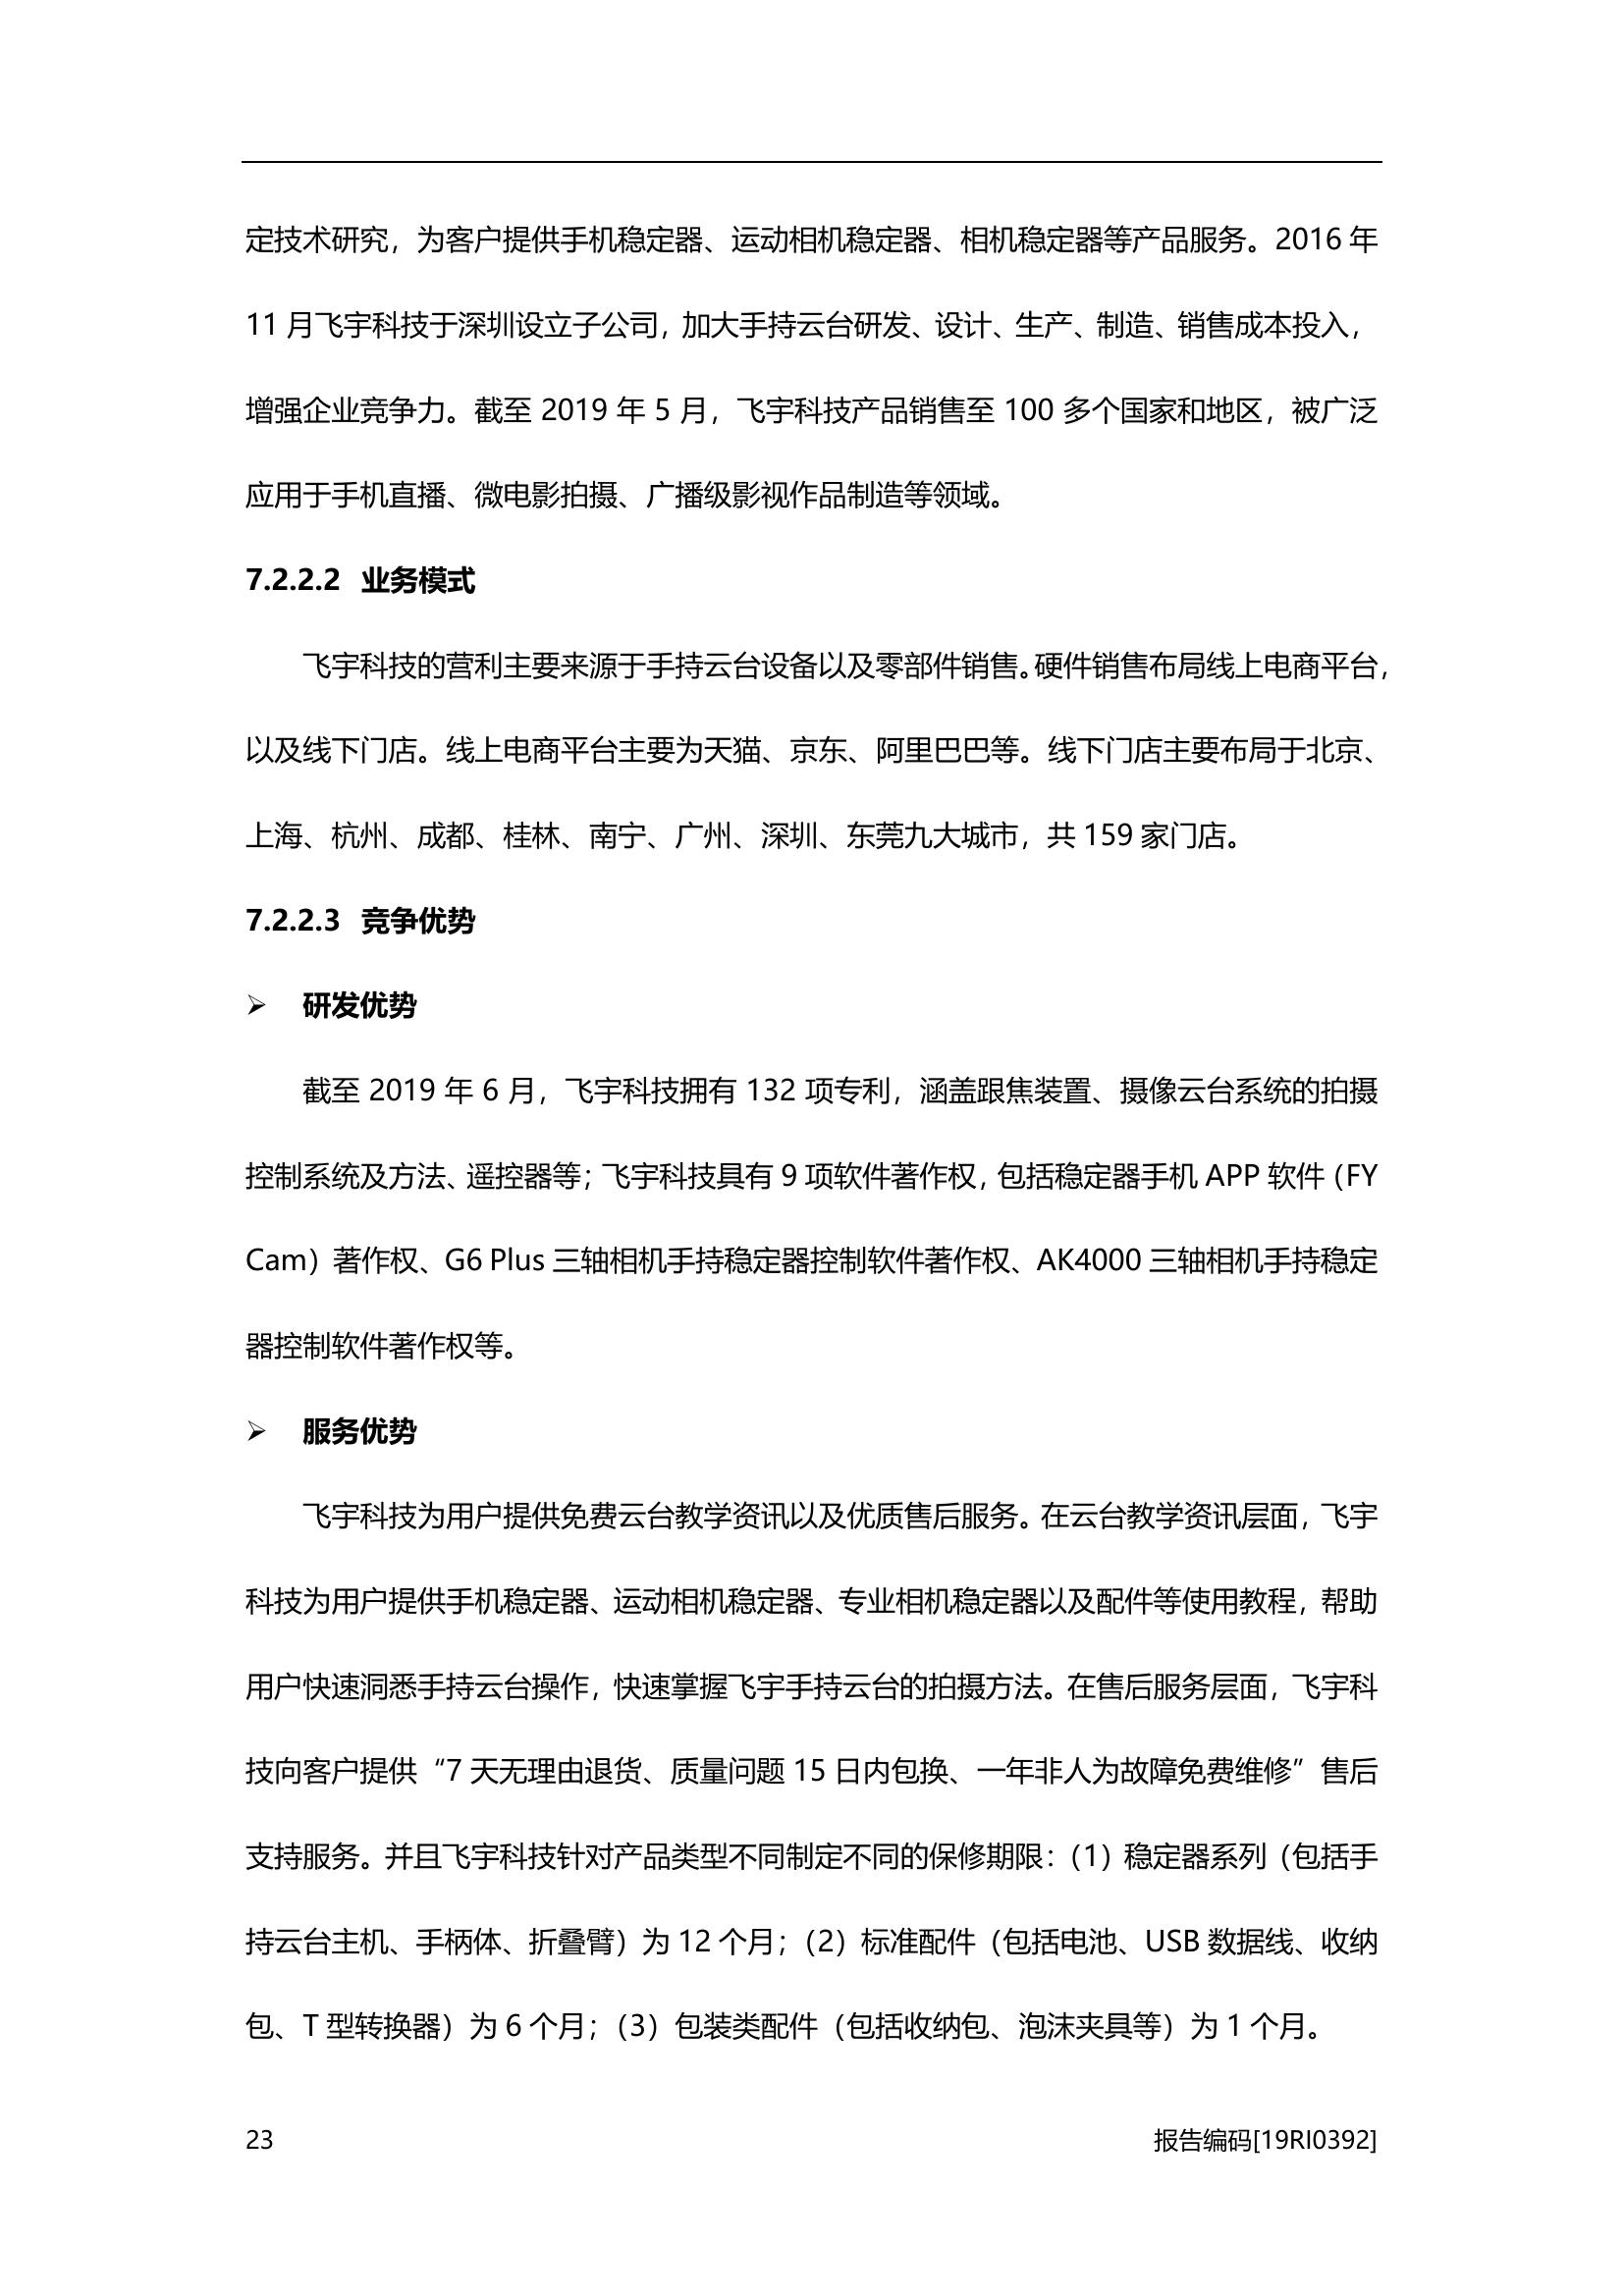 定技术研究，为客户提供手机稳定器、运动相机稳定器、相机稳定器等产品服务。2016 年
11 月飞宇科技于深圳设立子公司，加大手持云台研发、设计、生产、制造、销售成本投入，
增强企业竞争力。截至 2019 年 5 月，飞宇科技产品销售至 100 多个国家和地区，被广泛
应用于手机直播、微电影拍摄、广播级影视作品制造等领域。
7.2.2.2 业务模式
飞宇科技的营利主要来源于手持云台设备以及零部件销售。硬件销售布局线上电商平台，
以及线下门店。线上电商平台主要为天猫、京东、阿里巴巴等。线下门店主要布局于北京、
上海、杭州、成都、桂林、南宁、广州、深圳、东莞九大城市，共 159 家门店。
7.2.2.3 竞争优势
➢ 研发优势
截至 2019 年 6 月，飞宇科技拥有 132 项专利，涵盖跟焦装置、摄像云台系统的拍摄
控制系统及方法、遥控器等；飞宇科技具有 9 项软件著作权，包括稳定器手机 APP 软件（FY
Cam）著作权、G6 Plus 三轴相机手持稳定器控制软件著作权、AK4000 三轴相机手持稳定
器控制软件著作权等。
➢ 服务优势
飞宇科技为用户提供免费云台教学资讯以及优质售后服务。在云台教学资讯层面，飞宇
科技为用户提供手机稳定器、运动相机稳定器、专业相机稳定器以及配件等使用教程，帮助
用户快速洞悉手持云台操作，快速掌握飞宇手持云台的拍摄方法。在售后服务层面，飞宇科
技向客户提供“7 天无理由退货、质量问题 15 日内包换、一年非人为故障免费维修”售后
支持服务。并且飞宇科技针对产品类型不同制定不同的保修期限：（1）稳定器系列（包括手
持云台主机、手柄体、折叠臂）为 12 个月；（2）标准配件（包括电池、USB 数据线、收纳
包、T 型转换器）为 6 个月；（3）包装类配件（包括收纳包、泡沫夹具等）为 1 个月。
23
报告编码[19RI0392]